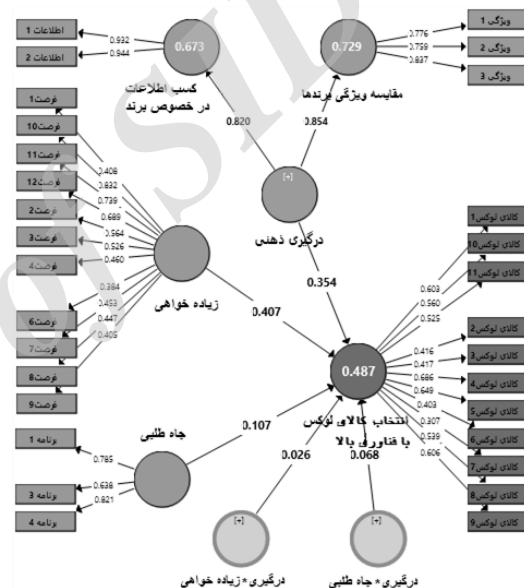 اطلاعات 1
اطلاعات 2
0.932
0.944
0.673
کسب اطلاعات
در خصوص برند
0.729
مقایسه ویژگی برندها
0.776
0.759
0.837
ویژگی 1
ویژگی 2
ویژگی 3
0.820
0.854
[+]
درگیری ذهنی
0.354
فرصت1
فرصت10
فرصت11
فرصت12
فرصت2
فرصت3
فرصت4
فرصت6
فرصت7
فرصت8
فرصت9
0.408
0.832
0.739
0.689
0.564
0.526
0.460
0.384
0.453
0.447
0.405
زیاده خواهی
0.407
کالای لوکس1
کالای لوکس10
کالای لوکس11
کالای لوکس2
کالای لوکس3
کالای لوکس4
کالای لوکس5
کالای لوکس6
کالای لوکس7
کالای لوکس8
کالای لوکس9
0.603
0.560
0.525
0.416
0.417
0.686
0.649
0.403
0.307
0.539
0.606
0.487
انتخاب کالای لوکس
با فناوری بالا
برنامه 1
برنامه 3
برنامه 4
0.785
0.638
0.821
جاه طلبی
0.107
0.026
0.068
[+]
درگیری*زیاده خواهی
[+]
درگیری* جاه طلبی